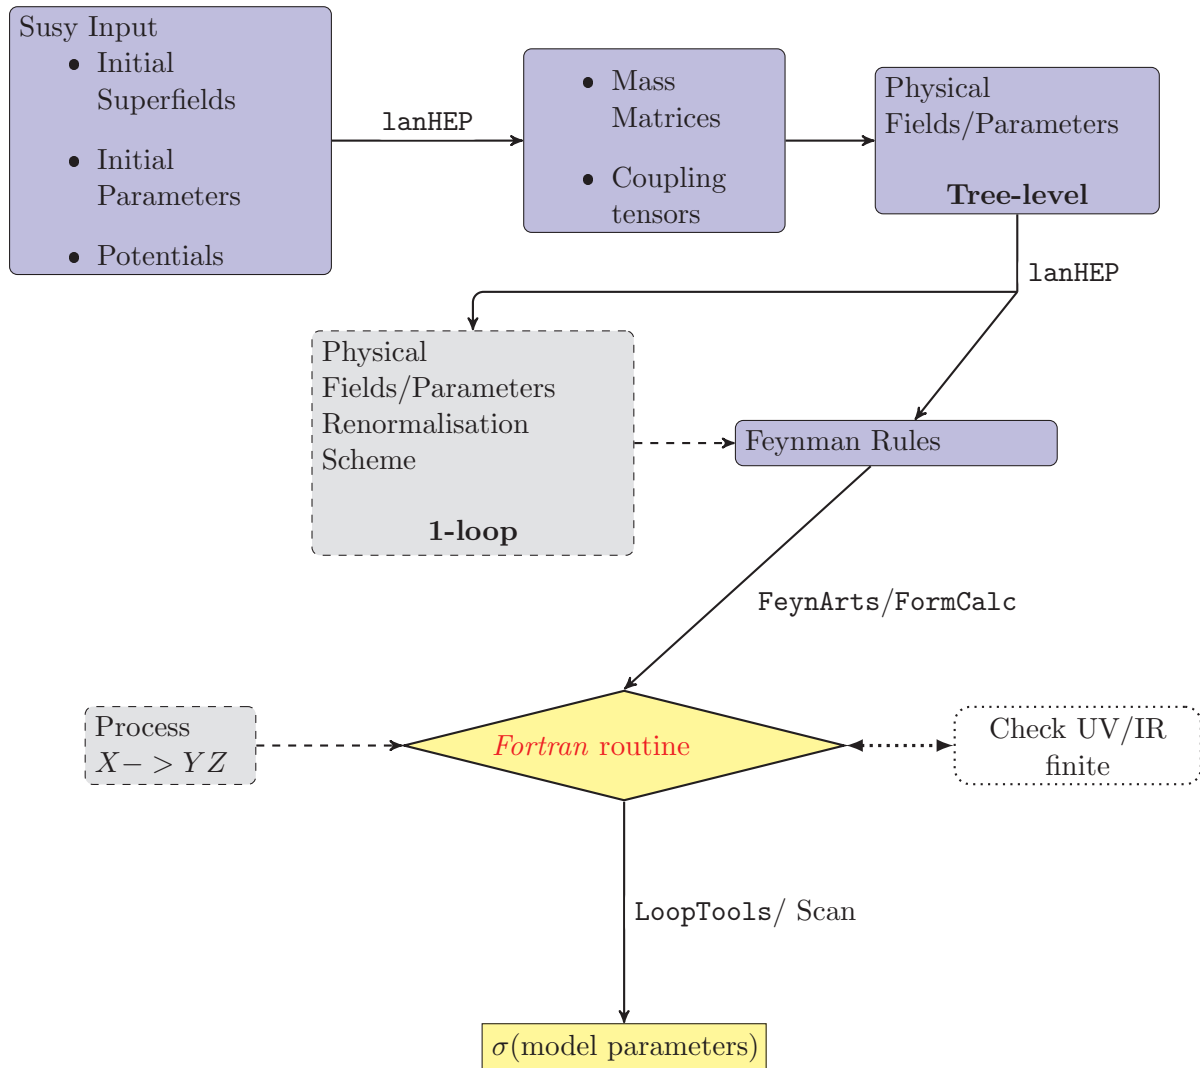 Susy Input
• Initial
Superfields
• Initial
Parameters
• Potentials
lanHEP
• Mass
Matrices
• Coupling
tensors
Physical
Fields/Parameters
Tree-level
lanHEP
Physical
Fields/Parameters
Renormalisation
Scheme
1-loop
Feynman Rules
FeynArts/FormCalc
Process
X− > Y Z
Fortran routine
Check UV/IR
finite
LoopTools/ Scan
σ(model parameters)